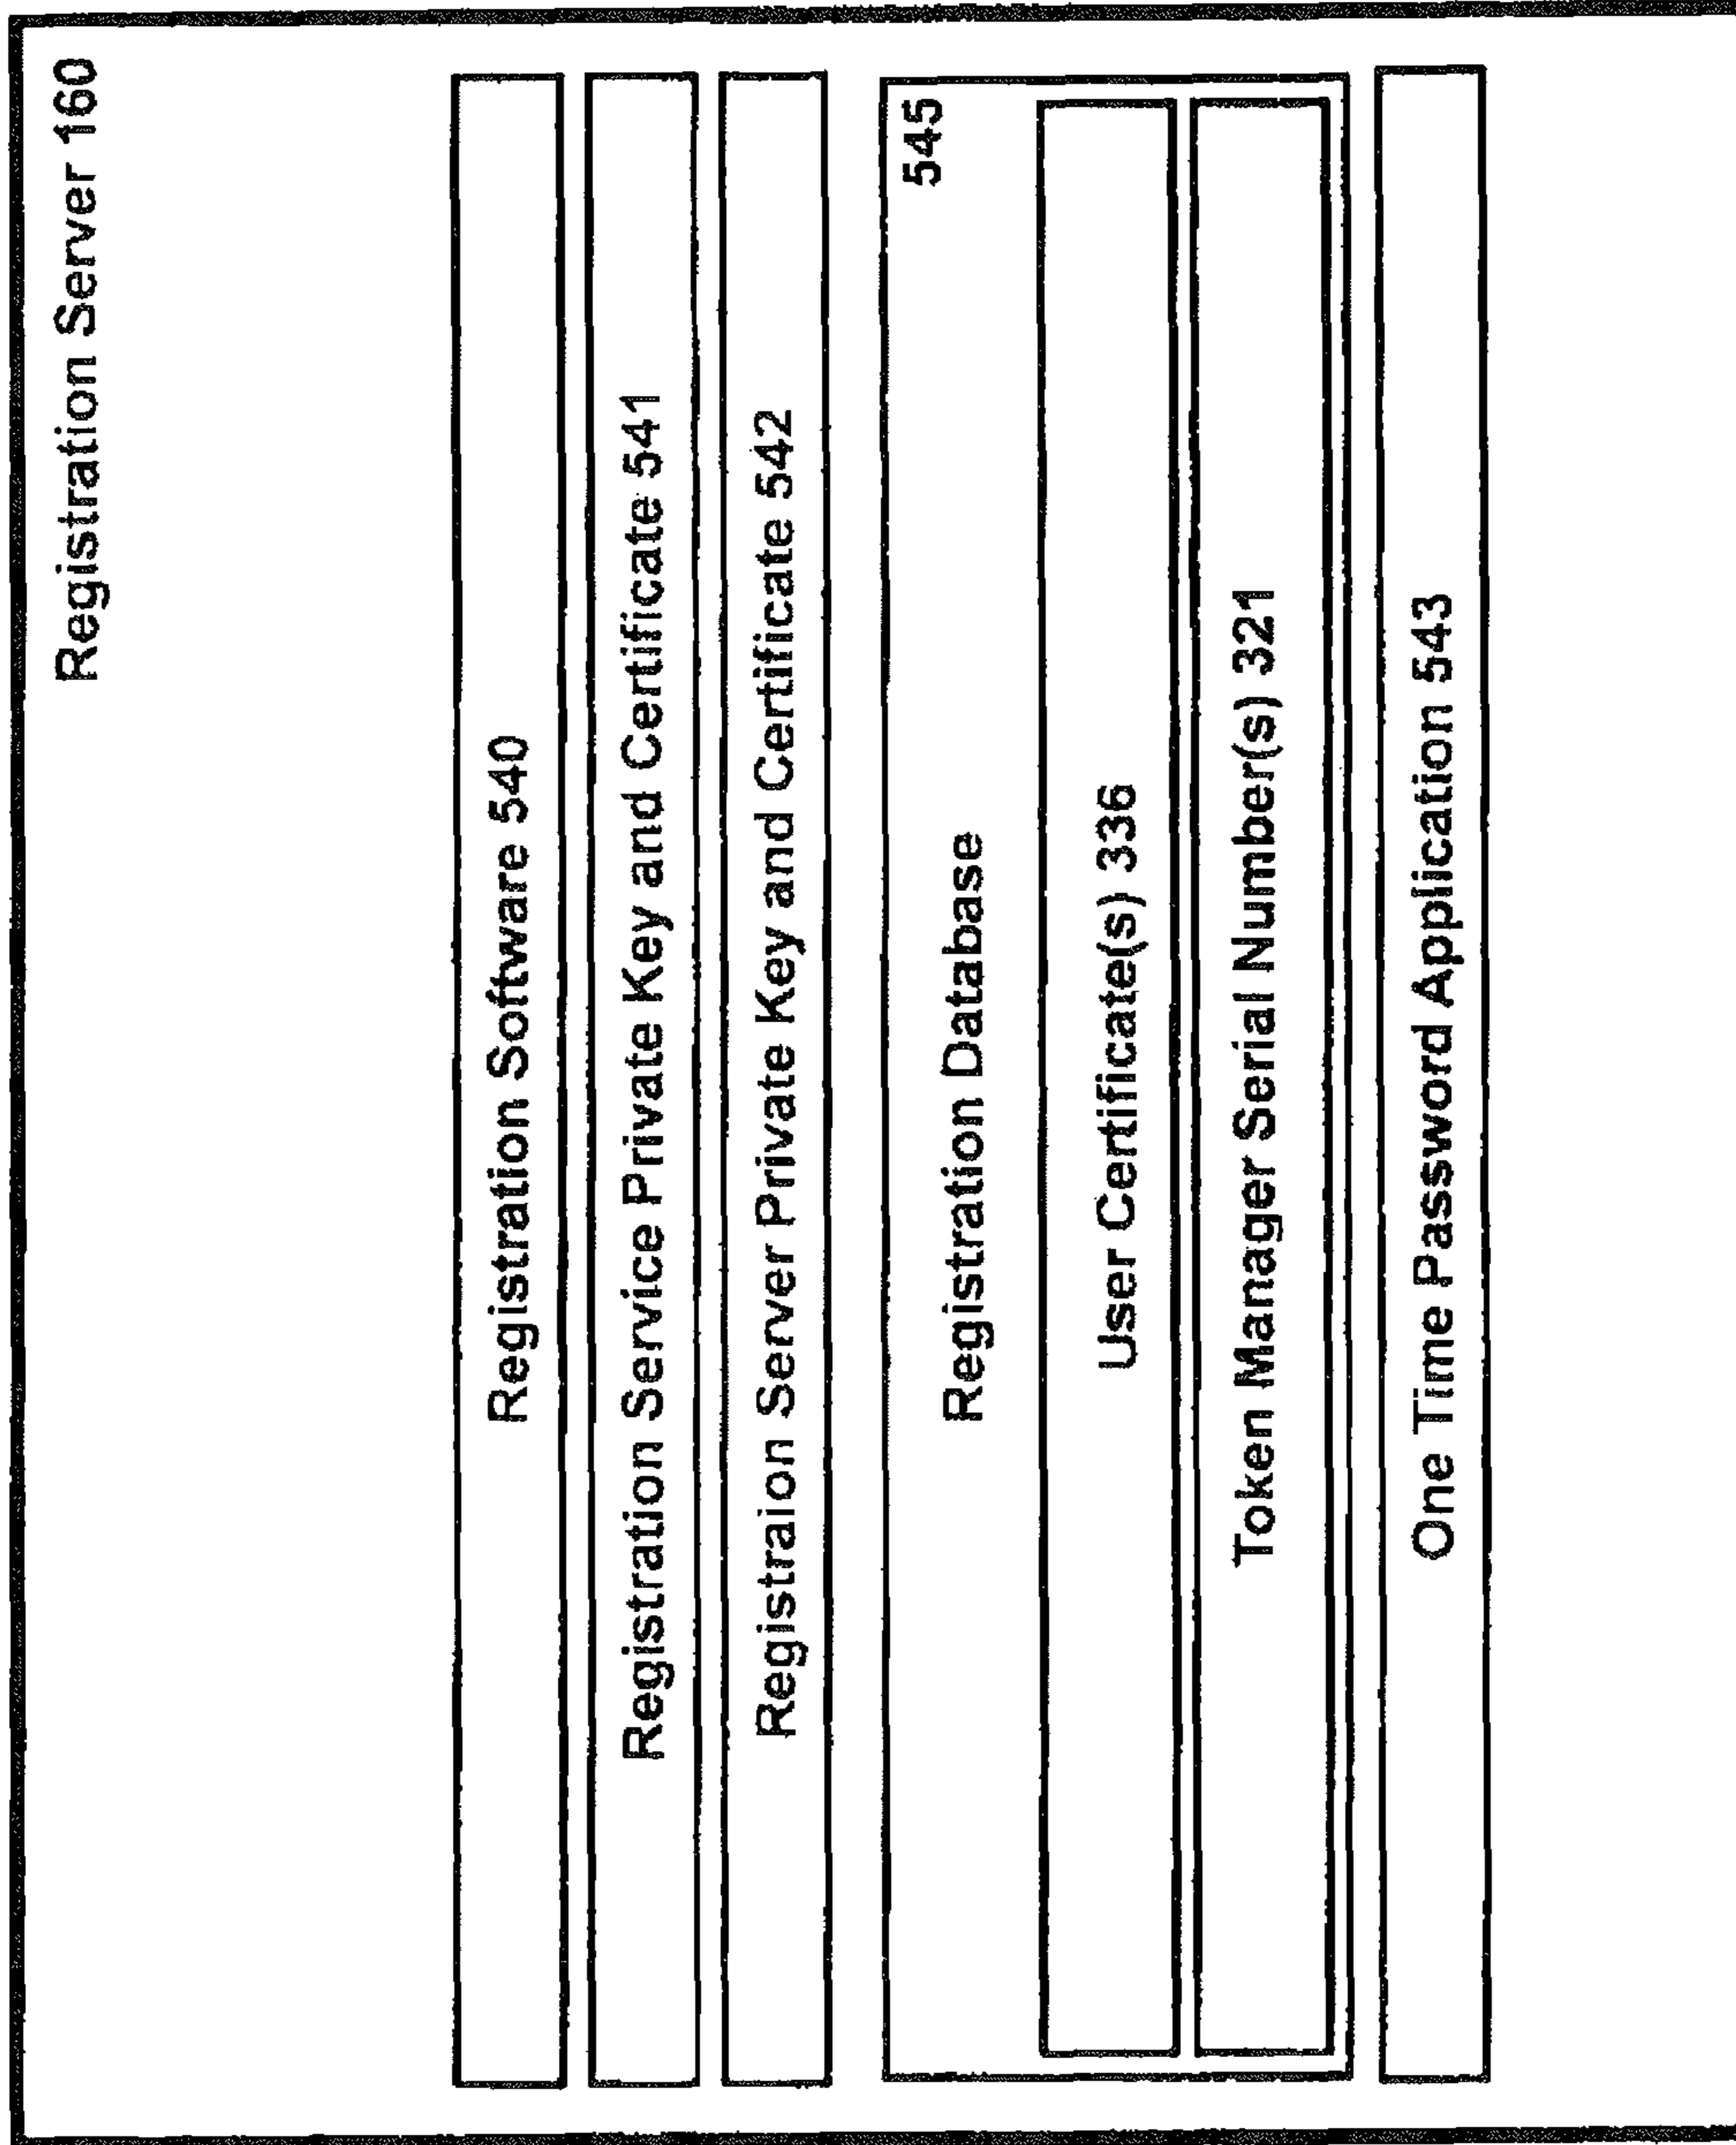 Registration Server 160
Registration Software 540
Registration Service Private Key and Certificate 541
Registraion Server Private Key and Certificate 542
545
Registration Database
User Certificate(s) 336
Token Manager Serial Number(s) 321
One Time Password Application 543